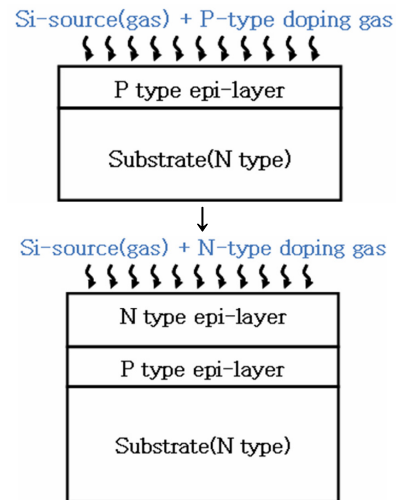 Si-source(gas) + P-type doping gas
P type epi-layer
Substrate(N type)
Si-source(gas) + N-type doping gas
N type epi-layer
P type epi-layer
Substrate(N type)